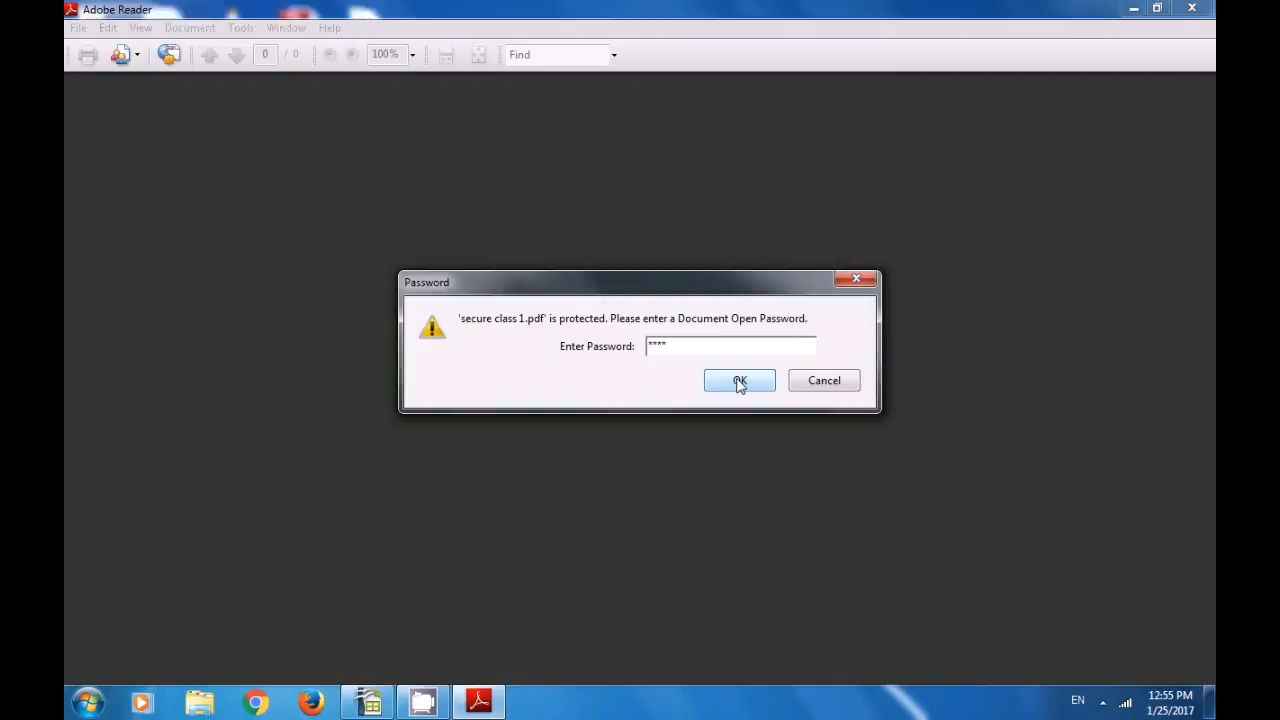 Adobe Reader
File Edit View Document Tools Window Help
0 / 0 100% Find
Password
'secure class 1.pdf' is protected. Please enter a Document Open Password.
Enter Password: ****
OK Cancel
EN 12:55 PM
1/25/2017